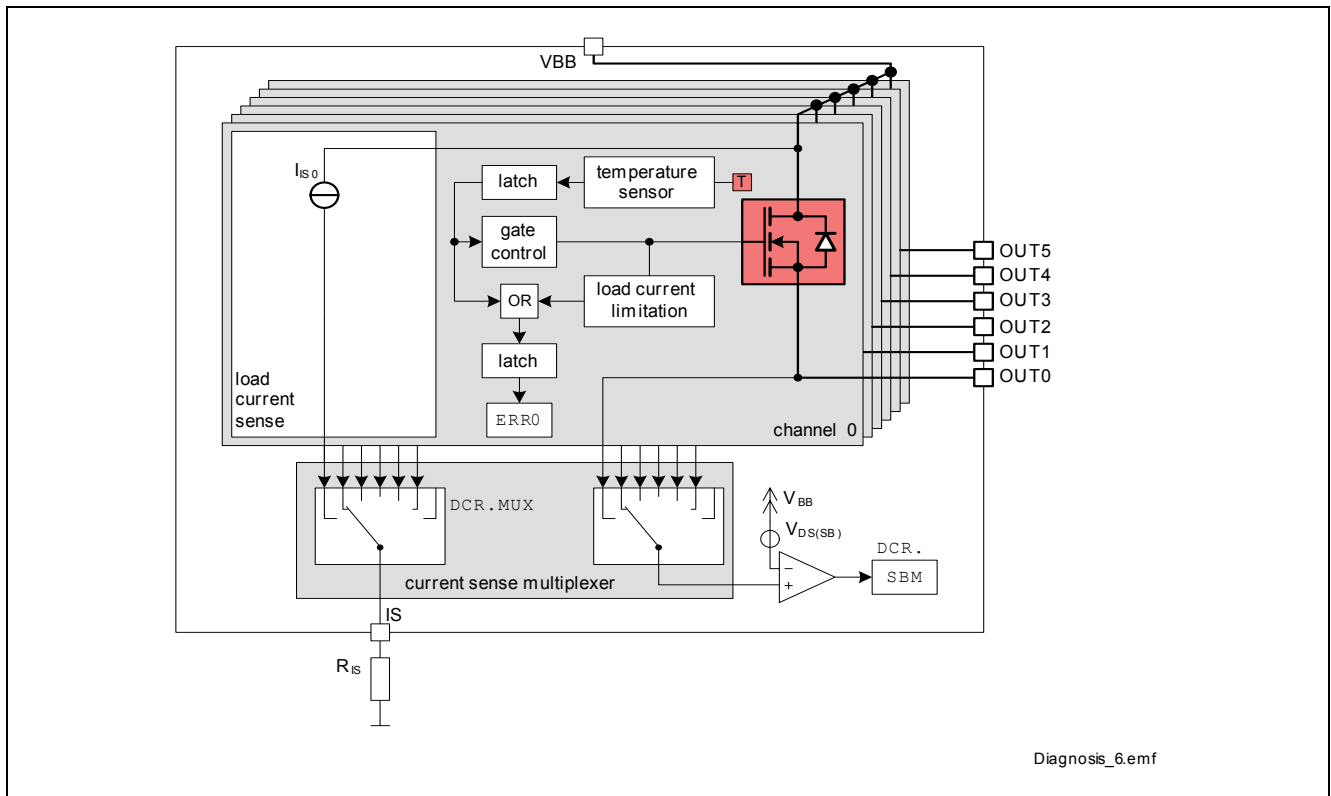 VBB
I IS0
latch
temperature
sensor
T
gate
control
OR
load current
limitation
latch
ERR0
load
current
sense
channel 0
OUT5
OUT4
OUT3
OUT2
OUT1
OUT0
DCR.MUX
current sense multiplexer
VBB
VDS(SB)
DCR.
SBM
−
+
IS
RIS
Diagnosis_6.emf